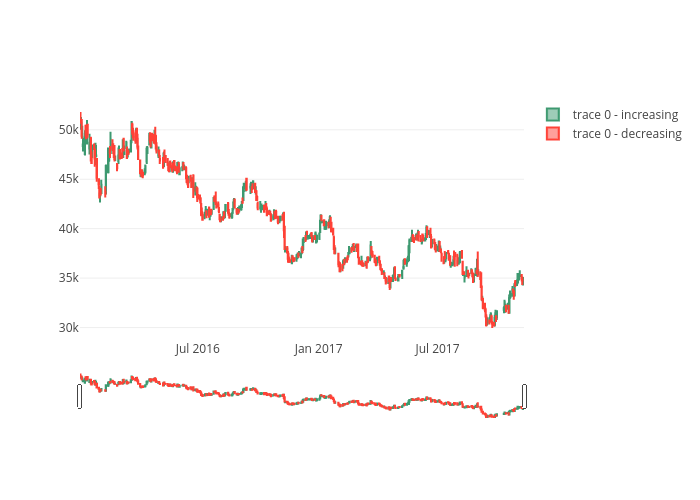 trace 0 - increasing
trace 0 - decreasing
50k
45k
40k
35k
30k
Jul 2016
Jan 2017
Jul 2017